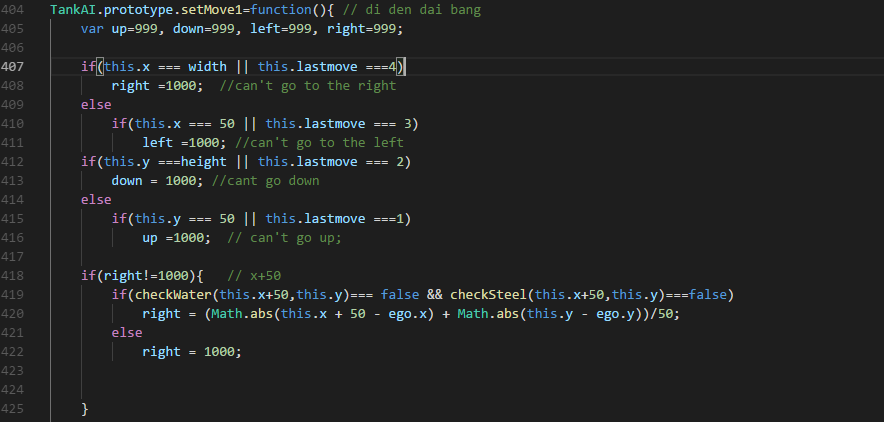 404 TankAI.prototype.setMove1=function(){ // di den dai bang
405 var up=999, down=999, left=999, right=999;
406
407 if(this.x === width || this.lastmove ===4)
408 right =1000; //can't go to the right
409 else
410 if(this.x === 50 || this.lastmove === 3)
411 left =1000; //can't go to the left
412 if(this.y ===height || this.lastmove === 2)
413 down = 1000; //cant go down
414 else
415 if(this.y === 50 || this.lastmove ===1)
416 up =1000; // can't go up;
417
418 if(right!=1000){ // x+50
419 if(checkWater(this.x+50,this.y)=== false && checkSteel(this.x+50,this.y)===false)
420 right = (Math.abs(this.x + 50 - ego.x) + Math.abs(this.y - ego.y))/50;
421 else
422 right = 1000;
423
424
425 }